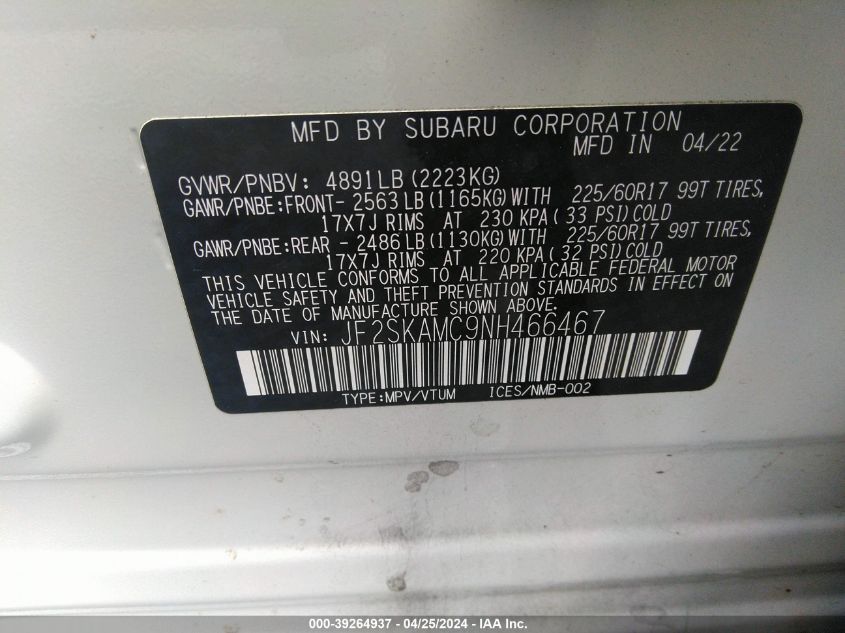 MFD BY SUBARU CORPORATION
MFD IN 04/22
GVWR/PNBV: 4891LB (2223KG)
GAWR/PNBE:FRONT- 2563LB (1165KG)WITH 225/60R17 99T TIRES,
17X7J RIMS AT 230 KPA( 33 PSI)COLD
GAWR/PNBE:REAR - 2486LB (1130KG)WITH 225/60R17 99T TIRES,
17X7J RIMS AT 220 KPA( 32 PSI)COLD
THIS VEHICLE CONFORMS TO ALL APPLICABLE FEDERAL MOTOR
VEHICLE SAFETY AND THEFT PREVENTION STANDARDS IN EFFECT ON
THE DATE OF MANUFACTURE SHOWN ABOVE.
VIN: JF2SKAMC9NH466467
TYPE:MPV/VTUM ICES/NMB-002
000-39264937 - 04/25/2024 - IAA Inc.